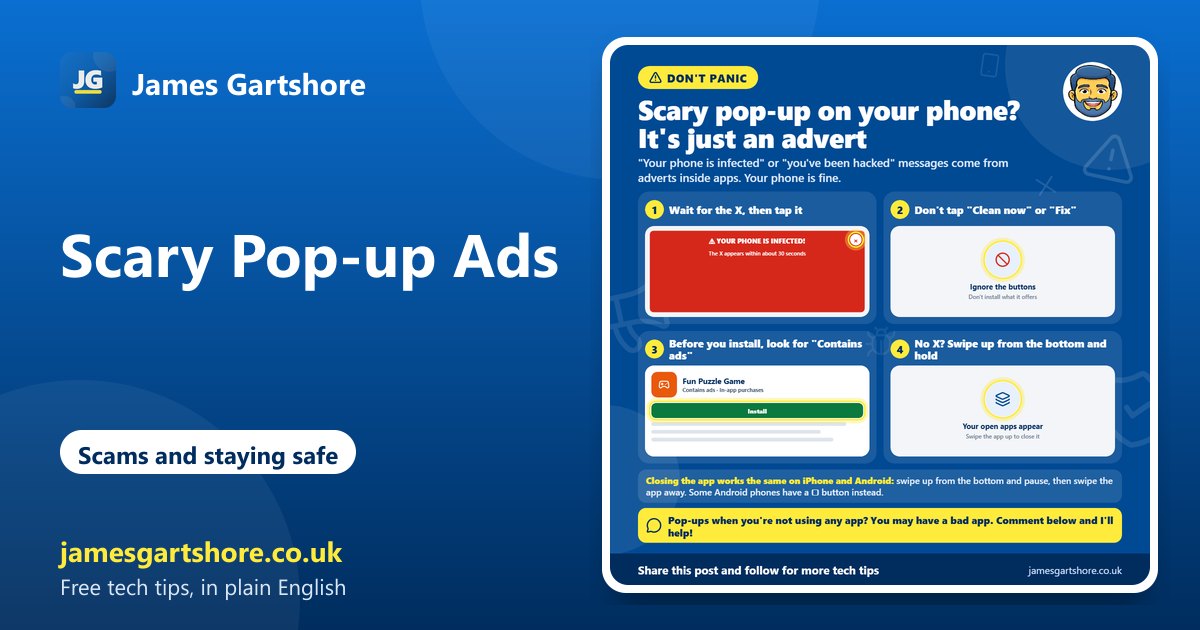 JG
James Gartshore
Scary Pop-up Ads
Scams and staying safe
jamesgartshore.co.uk
Free tech tips, in plain English
DON'T PANIC
Scary pop-up on your phone?
It's just an advert
"Your phone is infected" or "you've been hacked" messages come from
adverts inside apps. Your phone is fine.
1 Wait for the X, then tap it
YOUR PHONE IS INFECTED!
The X appears within about 30 seconds
2 Don't tap "Clean now" or "Fix"
Ignore the buttons
Don't install what it offers
3 Before you install, look for "Contains
ads"
Fun Puzzle Game
Contains ads · In-app purchases
Install
4 No X? Swipe up from the bottom and
hold
Your open apps appear
Swipe the app up to close it
Closing the app works the same on iPhone and Android: swipe up from the bottom and pause, then swipe the
app away. Some Android phones have a ▢ button instead.
Pop-ups when you're not using any app? You may have a bad app. Comment below and I'll
help!
Share this post and follow for more tech tips
jamesgartshore.co.uk